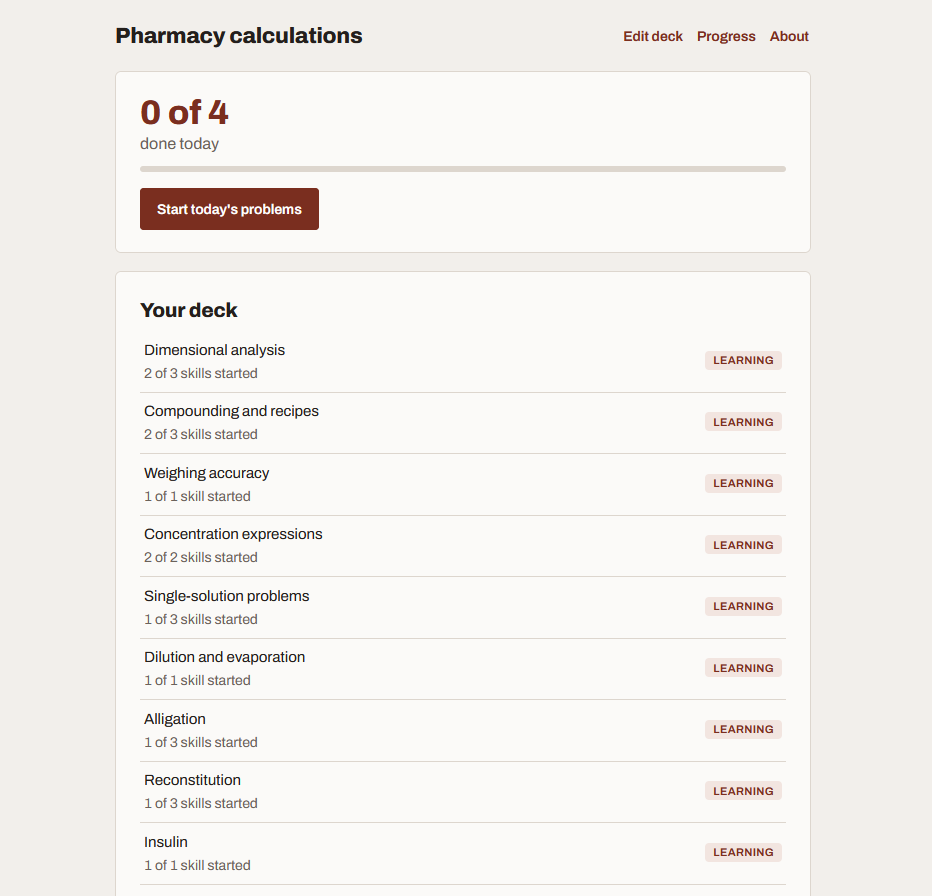 Pharmacy calculations
Edit deck Progress About
0 of 4
done today
Start today's problems
Your deck
Dimensional analysis
2 of 3 skills started
LEARNING
Compounding and recipes
2 of 3 skills started
LEARNING
Weighing accuracy
1 of 1 skill started
LEARNING
Concentration expressions
2 of 2 skills started
LEARNING
Single-solution problems
1 of 3 skills started
LEARNING
Dilution and evaporation
1 of 1 skill started
LEARNING
Alligation
1 of 3 skills started
LEARNING
Reconstitution
1 of 3 skills started
LEARNING
Insulin
1 of 1 skill started
LEARNING